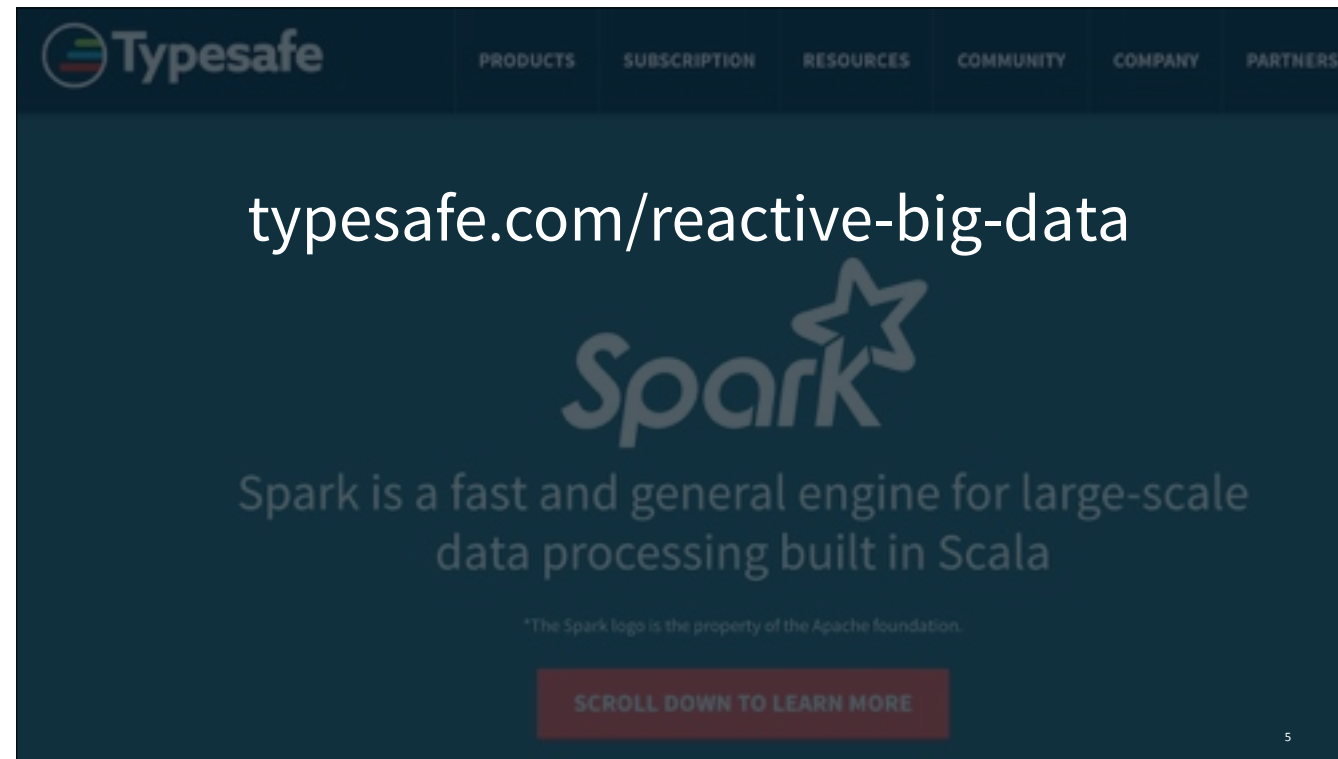 Typesafe
PRODUCTS SUBSCRIPTION RESOURCES COMMUNITY COMPANY PARTNERS
typesafe.com/reactive-big-data
Spark
Spark is a fast and general engine for large-scale
data processing built in Scala
*The Spark logo is the property of the Apache foundation.
SCROLL DOWN TO LEARN MORE
5